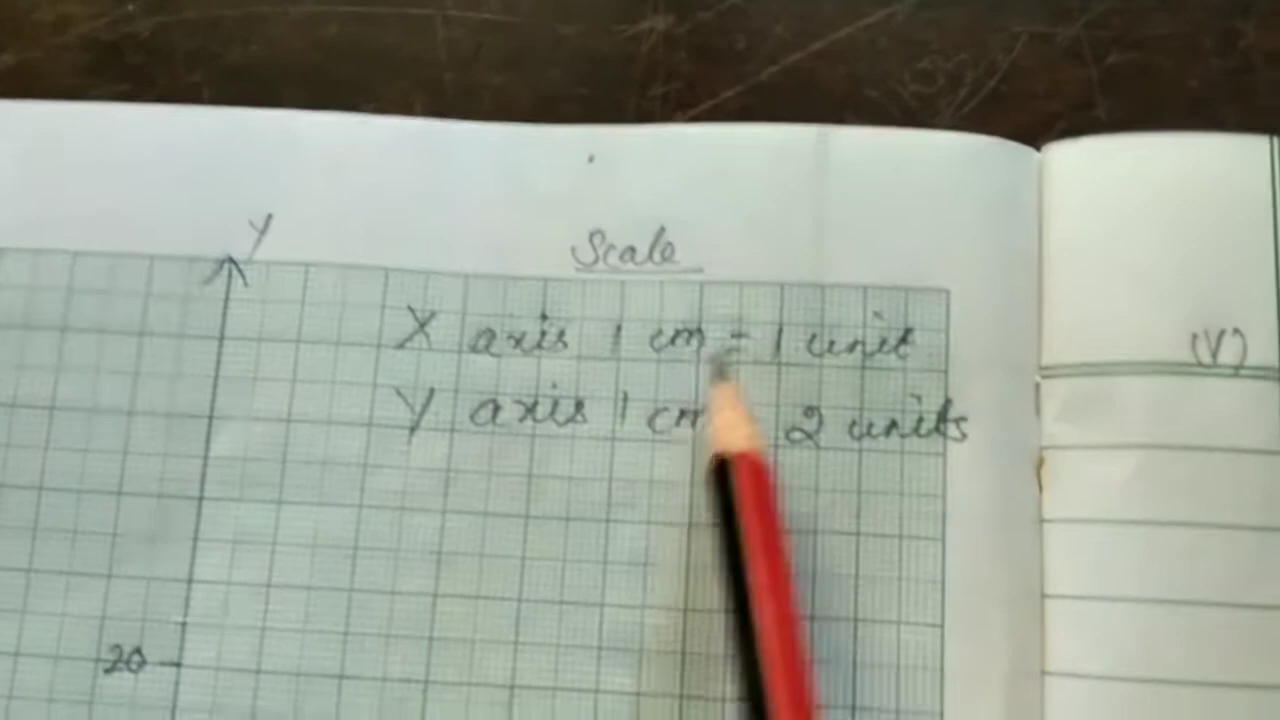 Y
Scale
X axis 1 cm = 1 unit
Y axis 1 cm 2 units
(V)
20